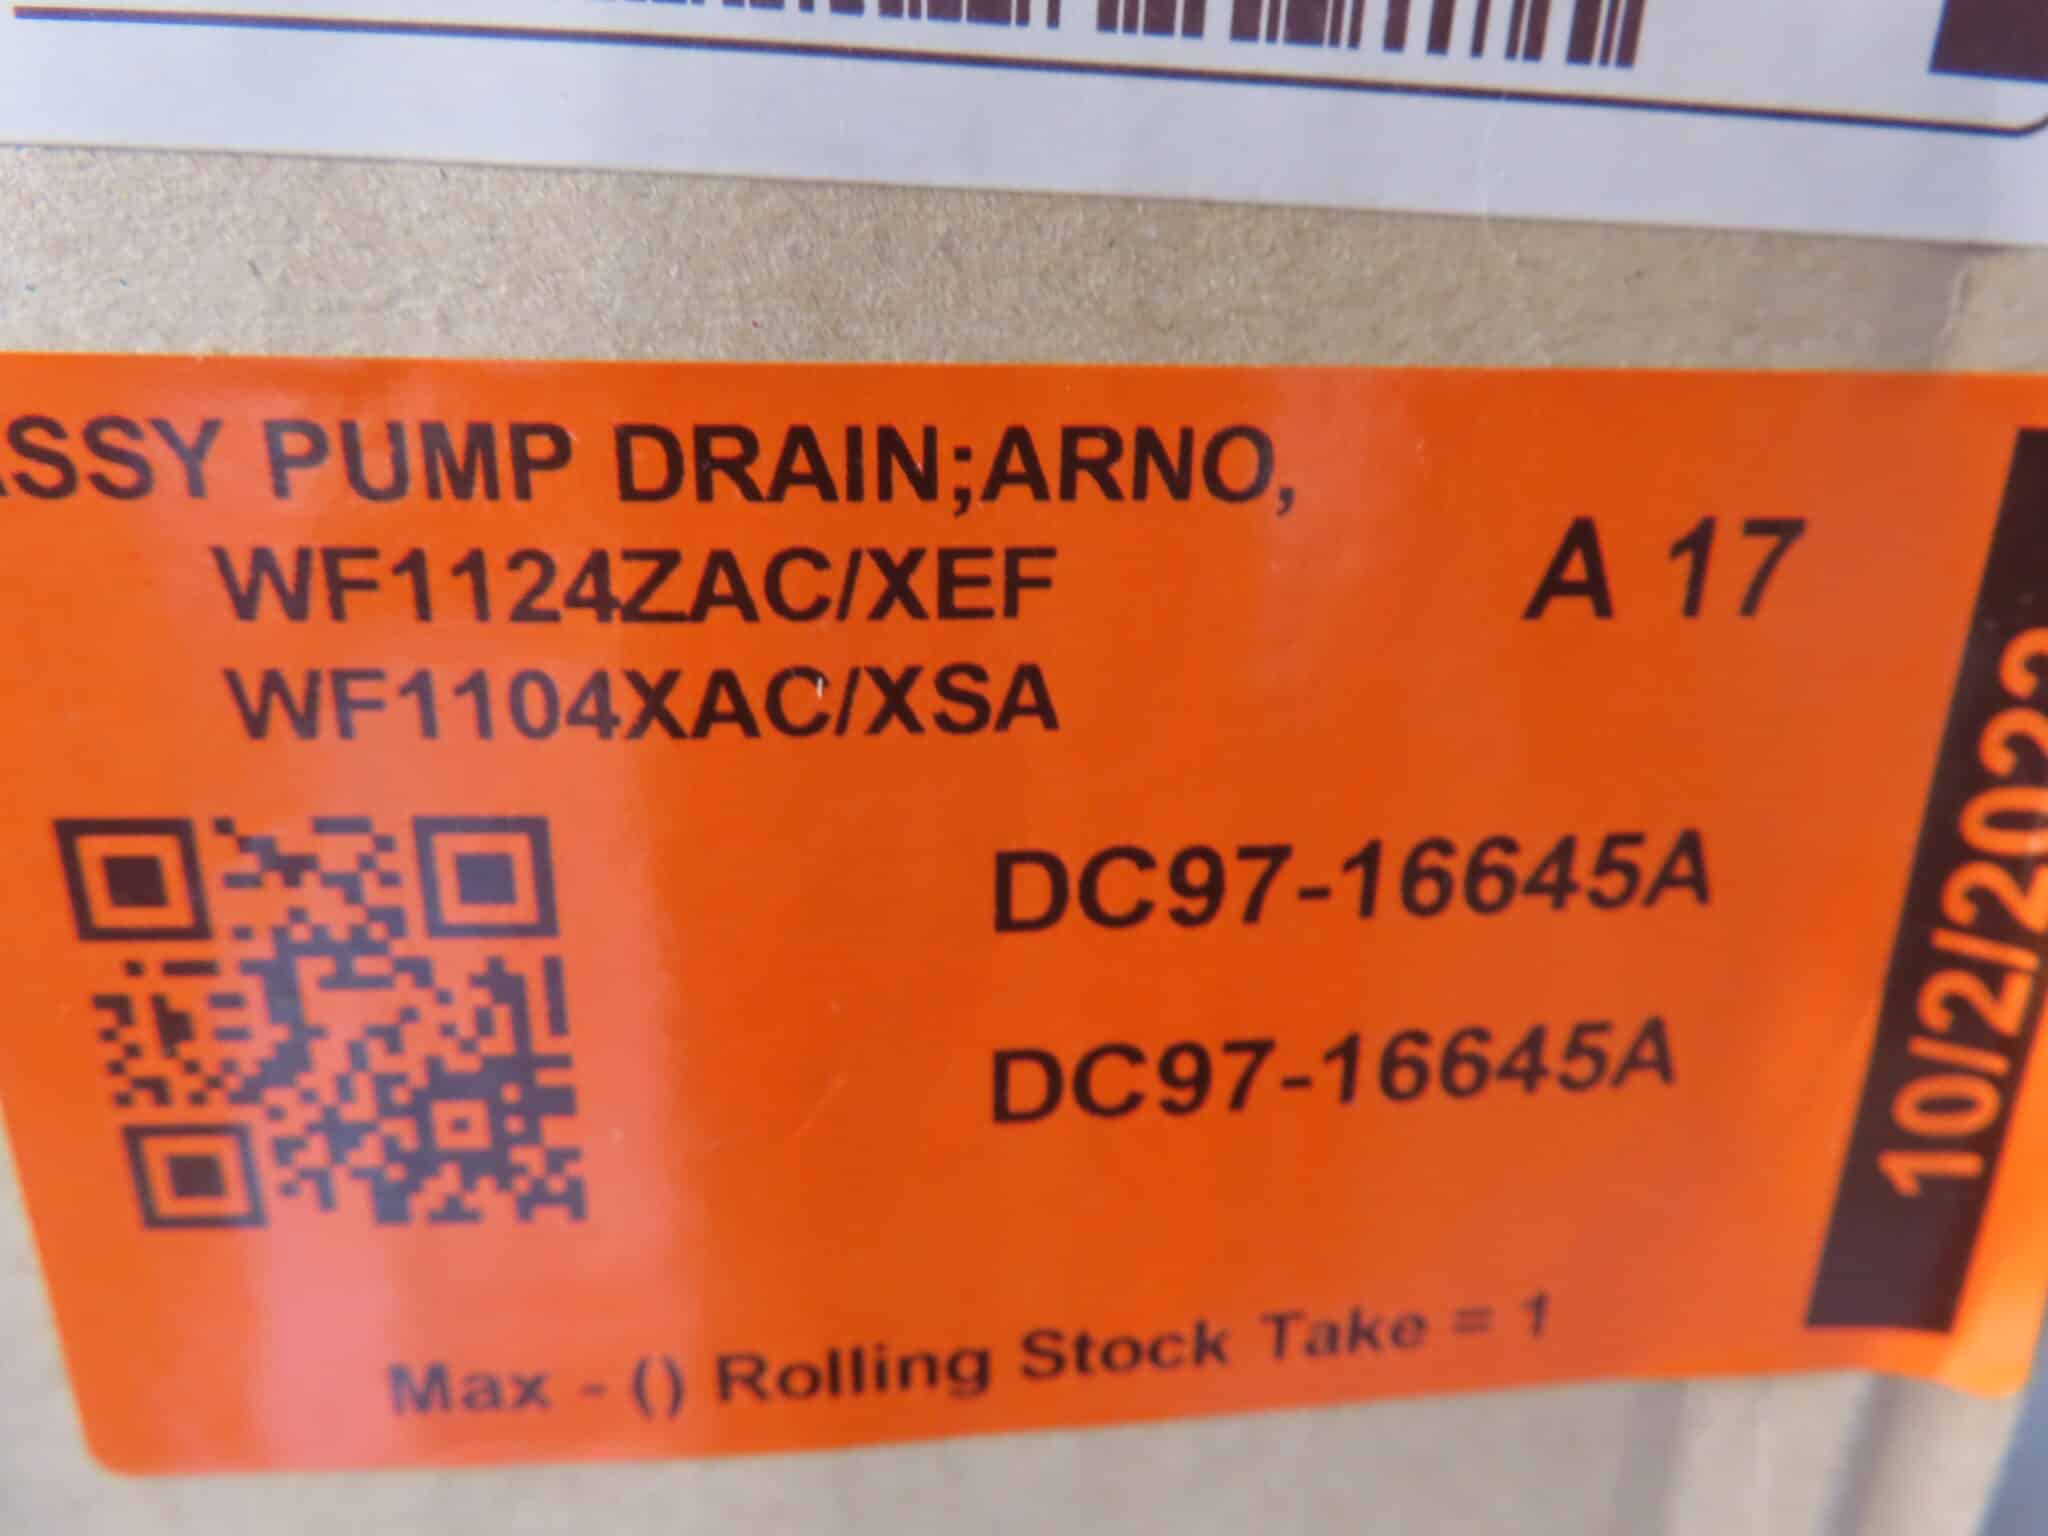 ASSY PUMP DRAIN;ARNO,
WF1124ZAC/XEF
WF1104XAC/XSA
A 17
DC97-16645A
DC97-16645A
10/2/2023
Max - () Rolling Stock Take = 1